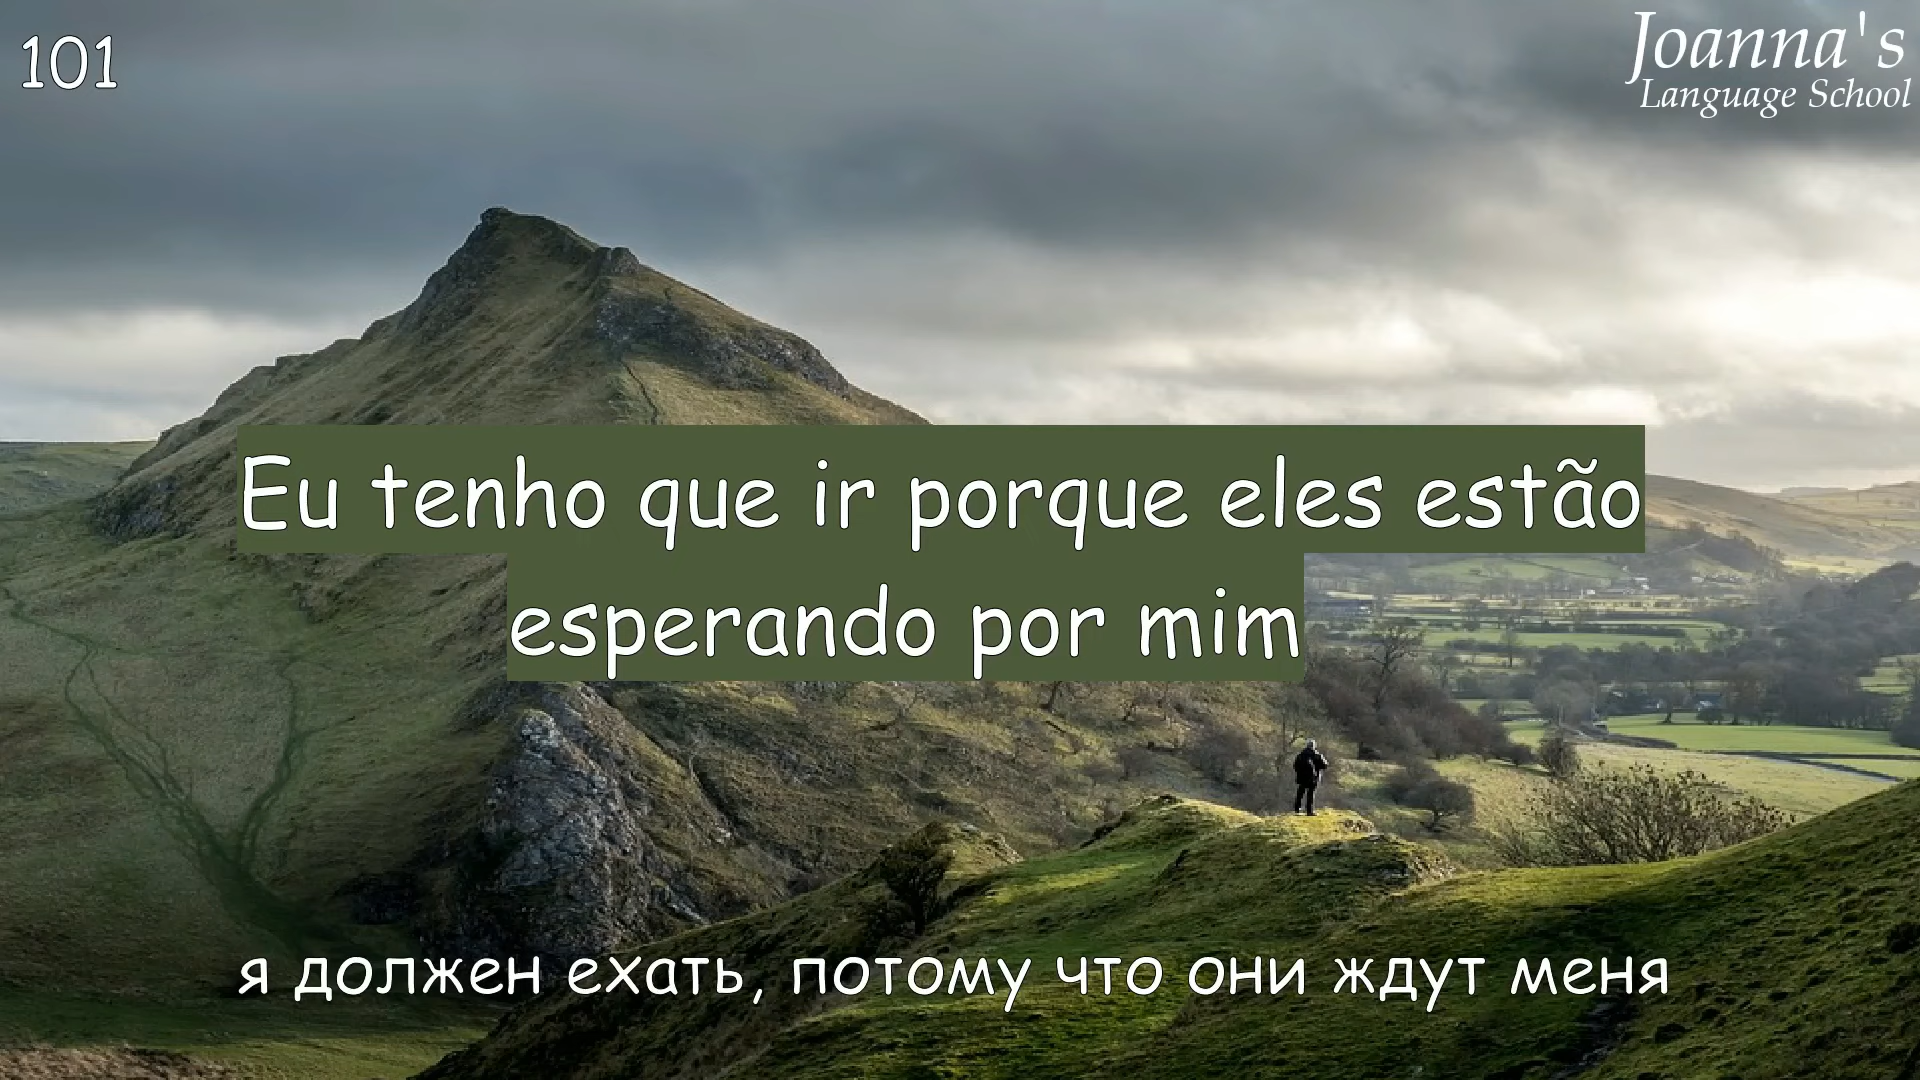 101
Joanna's
Language School
Eu tenho que ir porque eles estão
esperando por mim
я должен ехать, потому что они ждут меня